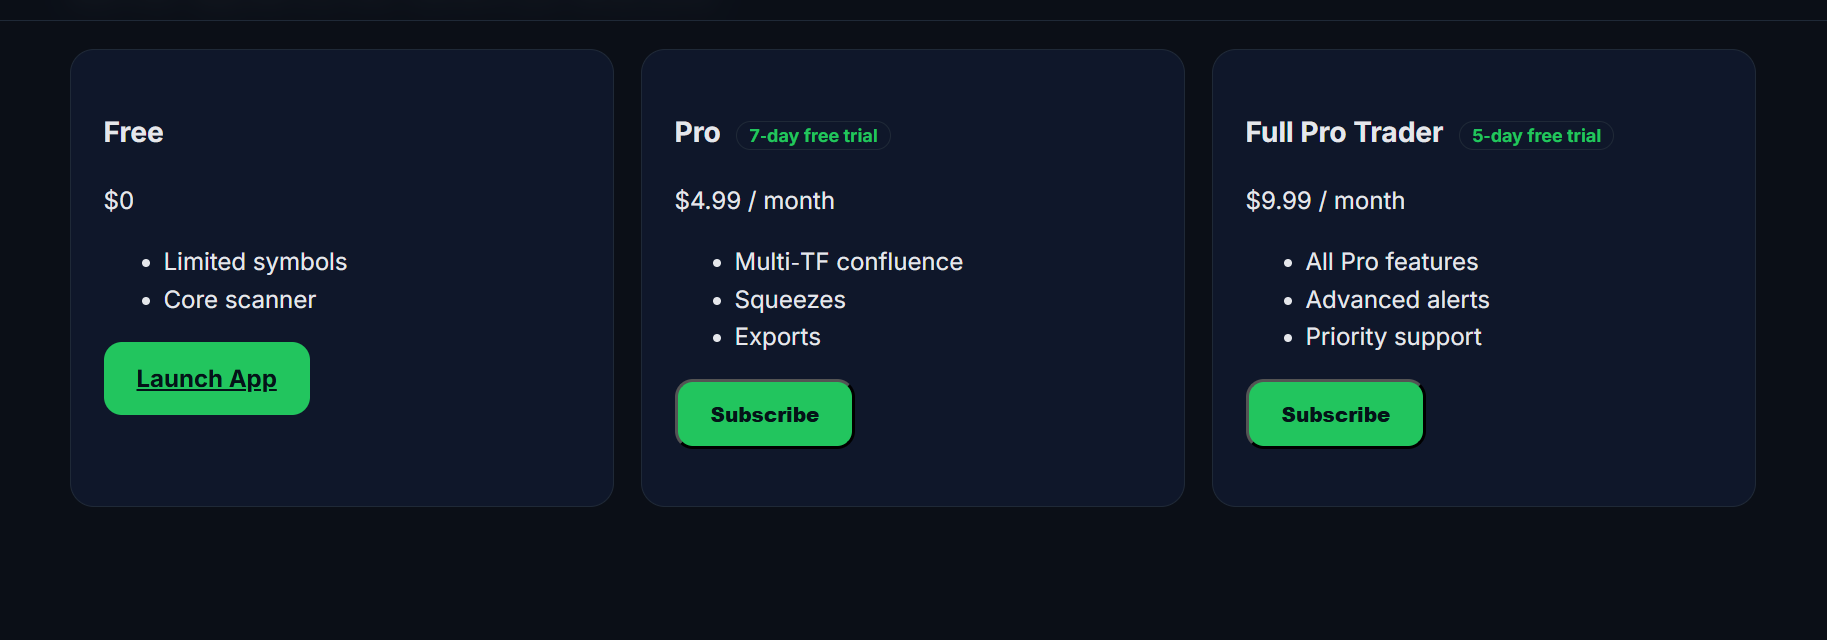 Free
$0
Limited symbols
Core scanner
Launch App
Pro 7-day free trial
$4.99 / month
Multi-TF confluence
Squeezes
Exports
Subscribe
Full Pro Trader 5-day free trial
$9.99 / month
All Pro features
Advanced alerts
Priority support
Subscribe